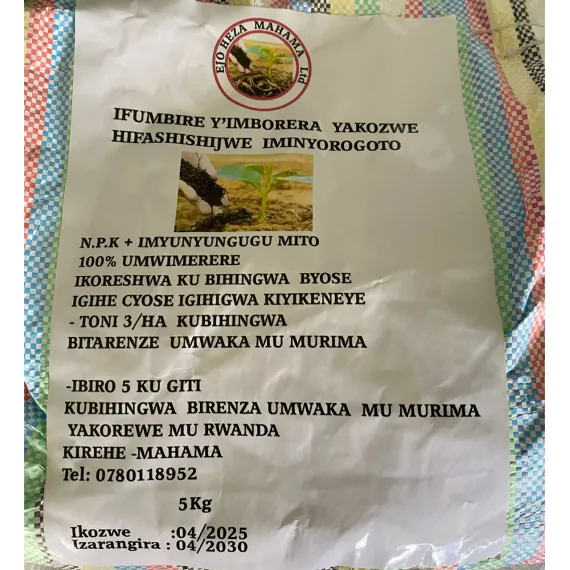 EJO HEZA MAHAMA Ltd
IFUMBIRE Y'IMBORERA YAKOZWE
HIFASHISHIJWE IMINYOROGOTO
N.P.K + IMYUNYUNGUGU MITO
100% UMWIMERERE
IKORESHWA KU BIHINGWA BYOSE
IGIHE CYOSE IGIHIGWA KIYIKENEYE
- TONI 3/HA KUBIHINGWA
BITARENZE UMWAKA MU MURIMA
-IBIRO 5 KU GITI
KUBIHINGWA BIRENZA UMWAKA MU MURIMA
YAKOREWE MU RWANDA
KIREHE -MAHAMA
Tel: 0780118952
5Kg
Ikozwe :04/2025
Izarangira : 04/2030